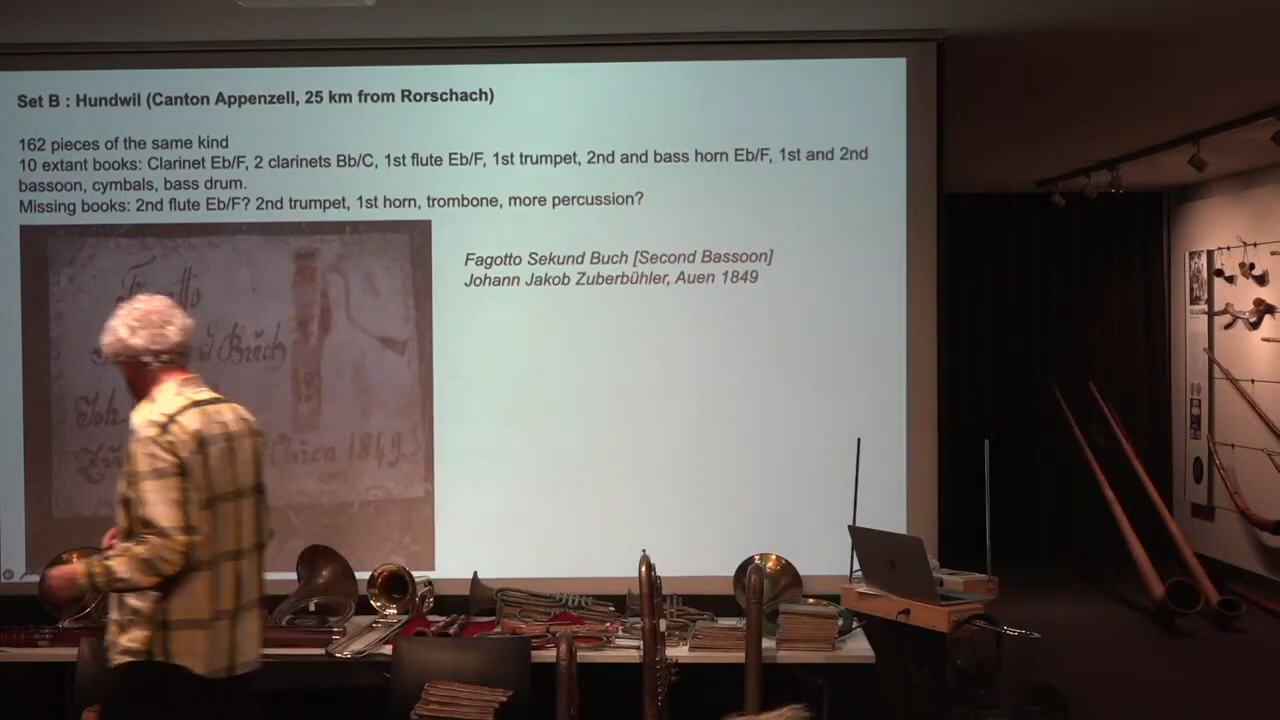 Set B : Hundwil (Canton Appenzell, 25 km from Rorschach)
162 pieces of the same kind
10 extant books: Clarinet Eb/F, 2 clarinets Bb/C, 1st flute Eb/F, 1st trumpet, 2nd and bass horn Eb/F, 1st and 2nd
bassoon, cymbals, bass drum.
Missing books: 2nd flute Eb/F? 2nd trumpet, 1st horn, trombone, more percussion?
Fagotto Sekund Buch [Second Bassoon]
Johann Jakob Zuberbühler, Auen 1849
Buch
1849.